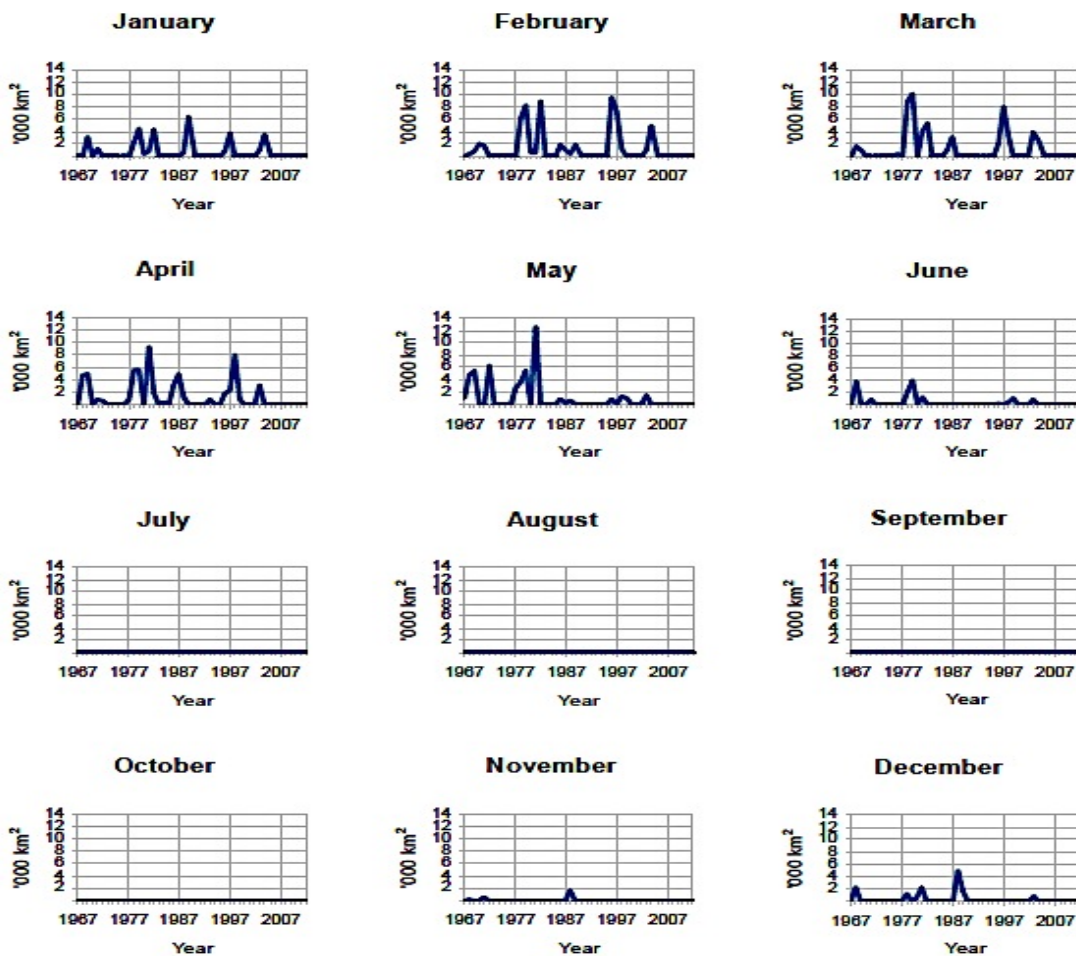 January
February
March
'000 km²
14
12
10
8
6
4
2
1967 1977 1987 1997 2007
Year
'000 km²
14
12
10
8
6
4
2
1967 1977 1987 1997 2007
Year
'000 km²
14
12
10
8
6
4
2
1967 1977 1987 1997 2007
Year
April
May
June
'000 km²
14
12
10
8
6
4
2
1967 1977 1987 1997 2007
Year
'000 km²
14
12
10
8
6
4
2
1967 1977 1987 1997 2007
Year
'000 km²
14
12
10
8
6
4
2
1967 1977 1987 1997 2007
Year
July
August
September
'000 km²
14
12
10
8
6
4
2
1967 1977 1987 1997 2007
Year
'000 km²
14
12
10
8
6
4
2
1967 1977 1987 1997 2007
Year
'000 km²
14
12
10
8
6
4
2
1967 1977 1987 1997 2007
Year
October
November
December
'000 km²
14
12
10
8
6
4
2
1967 1977 1987 1997 2007
Year
'000 km²
14
12
10
8
6
4
2
1967 1977 1987 1997 2007
Year
'000 km²
14
12
10
8
6
4
2
1967 1977 1987 1997 2007
Year